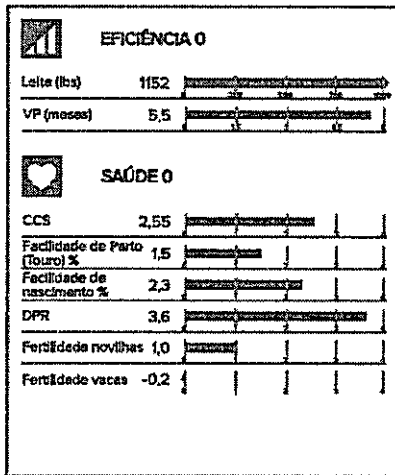 EFICIÊNCIA 0
Leite (lbs) 1152
VP (meses) 5,5
SAÚDE 0
CCS 2,55
Facilidade de Parto
(Touro) % 1,5
Facilidade de
nascimento % 2,3
DPR 3,6
Fertilidade novilhas 1,0
Fertilidade vacas -0,2